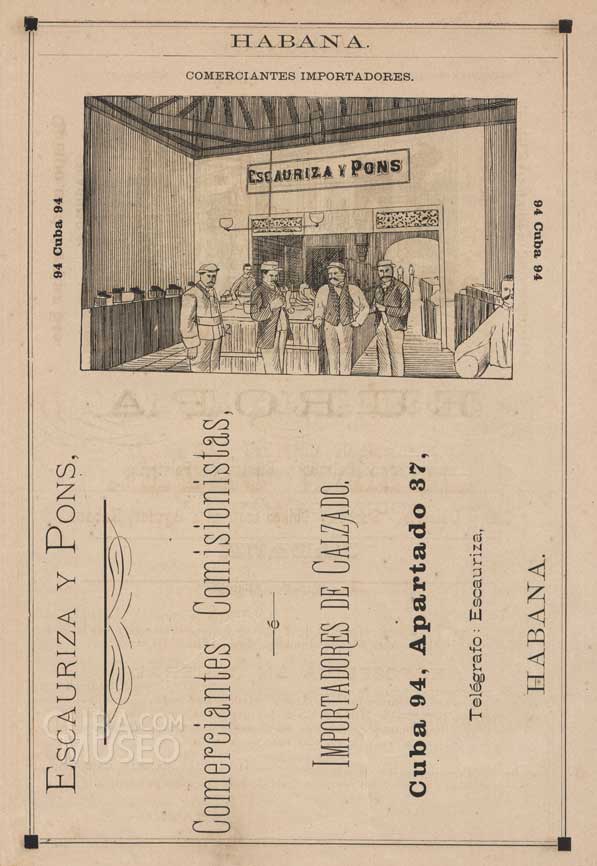 HABANA.
COMERCIANTES IMPORTADORES.
94 Cuba 94
ESCAURIZA Y PONS
94 Cuba 94
ESCAURIZA Y PONS,
Comerciantes Comisionistas,
é
IMPORTADORES DE CALZADO.
Cuba 94, Apartado 37,
Telégrafo: Escauriza,
HABANA.
CUBA.COM
MUSEO
EUROPA